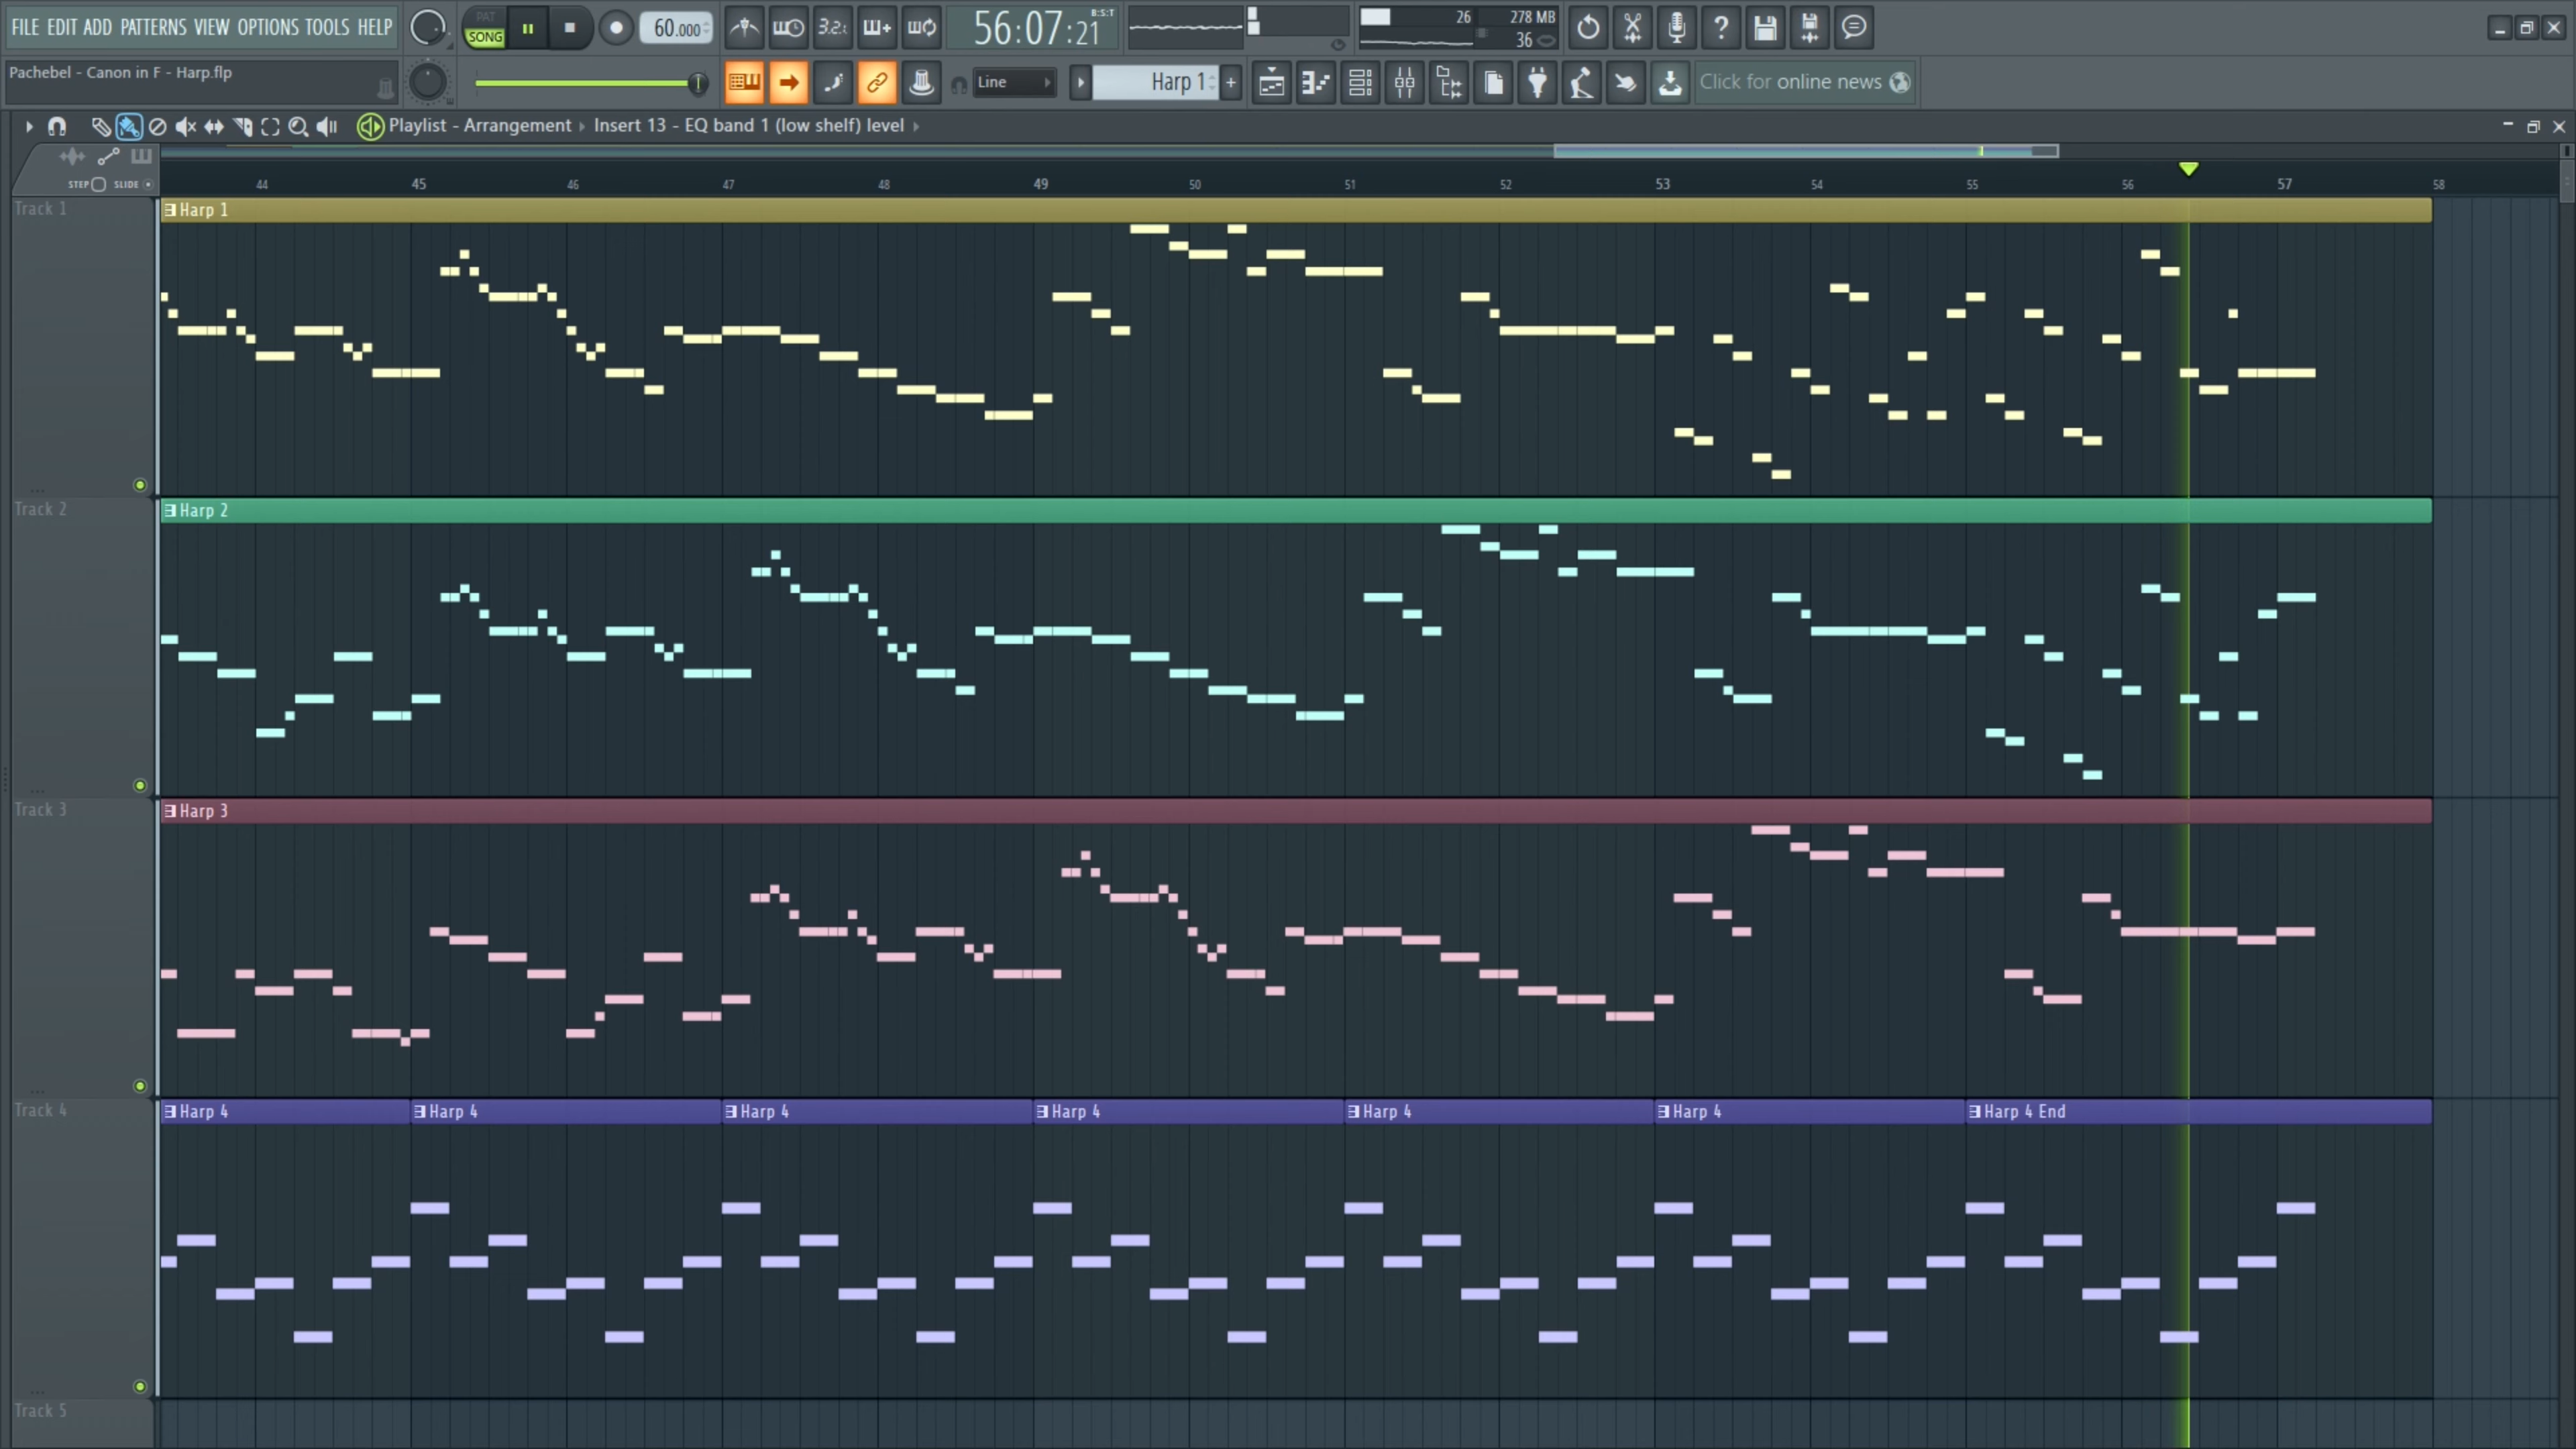 FILE EDIT ADD PATTERNS VIEW OPTIONS TOOLS HELP
PAT
SONG
60.000
3.2.
56:07:21
B:S:T
26
278 MB
36
Pachebel - Canon in F - Harp.flp
Line
Harp 1
Click for online news
Playlist - Arrangement
Insert 13 - EQ band 1 (low shelf) level
STEP SLIDE
44 45 46 47 48 49 50 51 52 53 54 55 56 57 58
Track 1
Harp 1
Track 2
Harp 2
Track 3
Harp 3
Track 4
Harp 4 Harp 4 Harp 4 Harp 4 Harp 4 Harp 4 Harp 4 End
Track 5